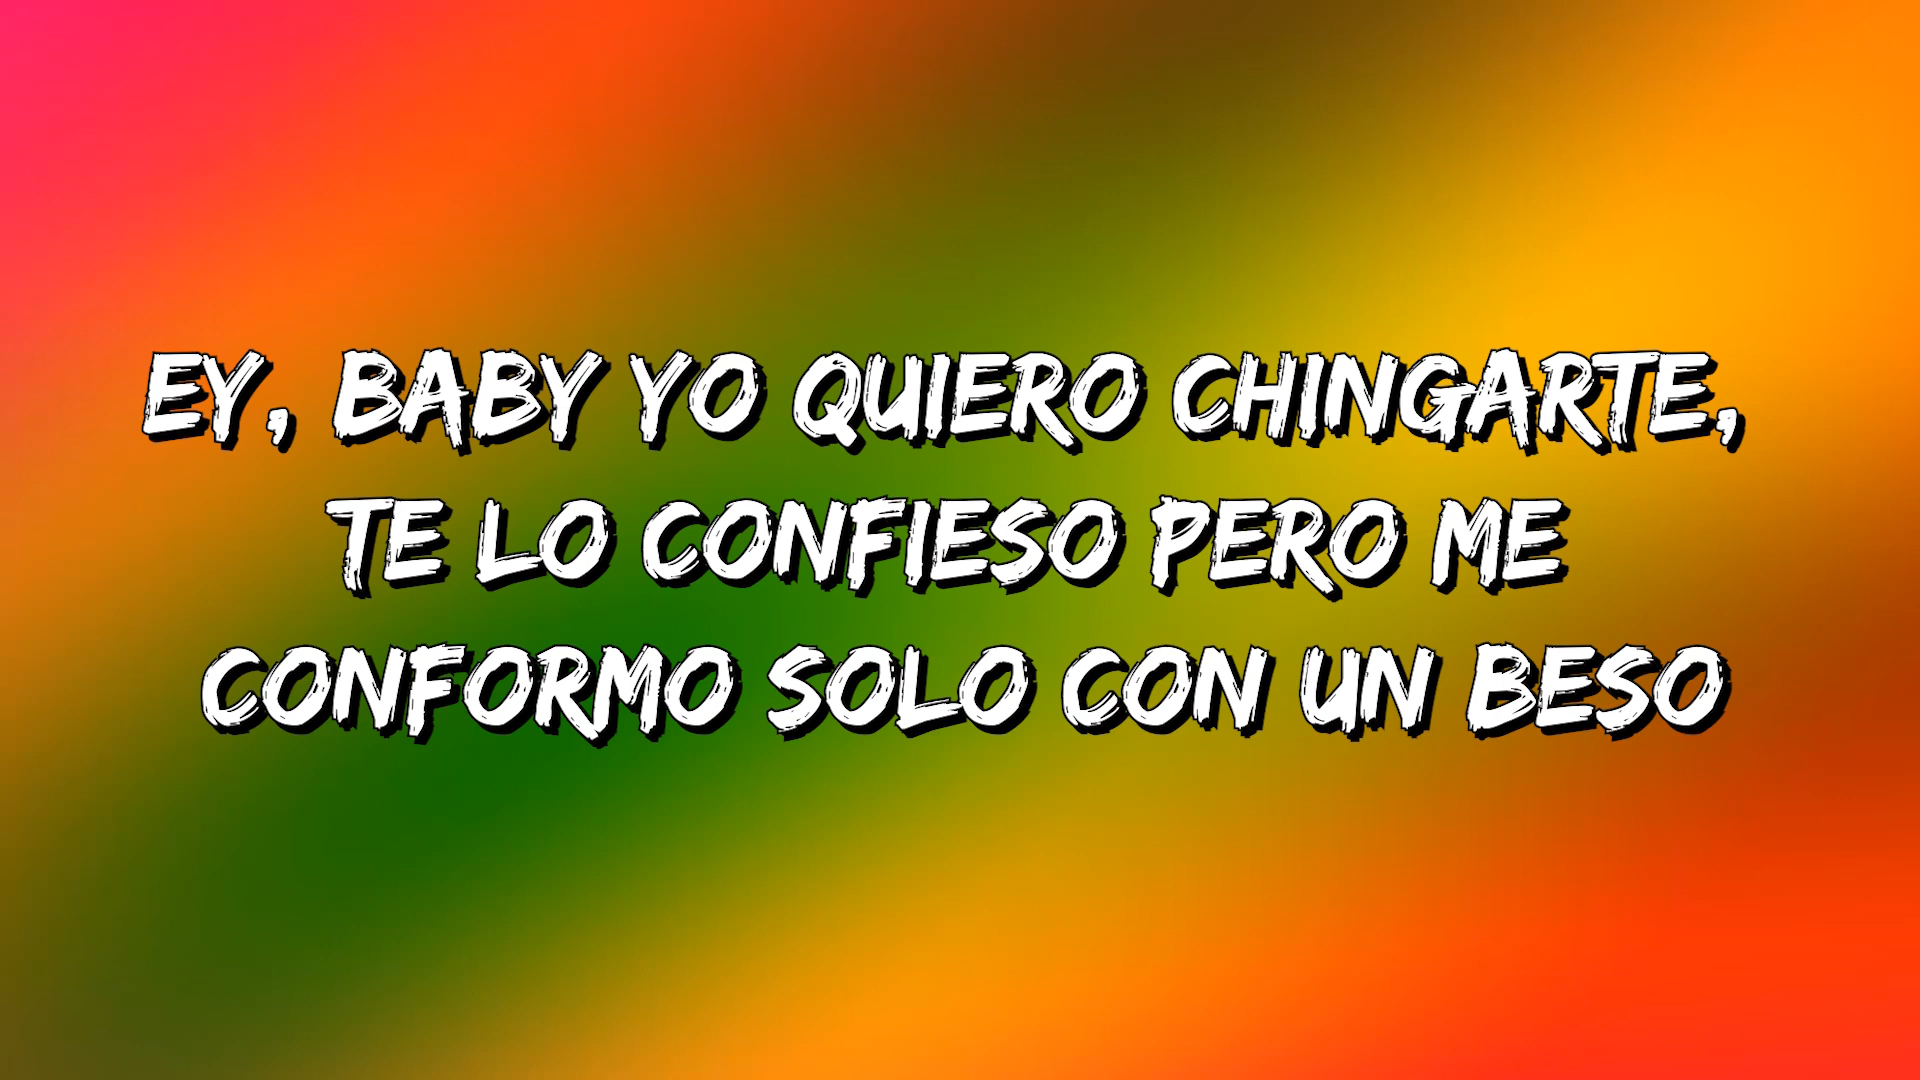 EY, BABY YO QUIERO CHINGARTE,
TE LO CONFIESO PERO ME
CONFORMO SOLO CON UN BESO